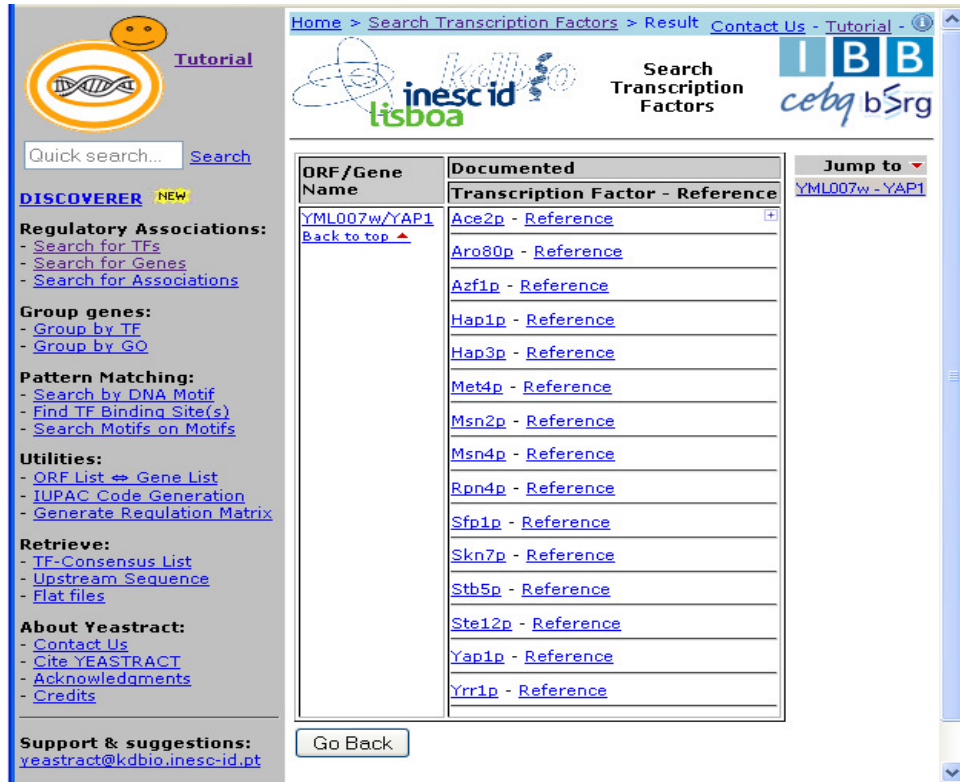 Tutorial
Quick search... Search
DISCOVERER NEW
Regulatory Associations:
- Search for TFs
- Search for Genes
- Search for Associations
Group genes:
- Group by TF
- Group by GO
Pattern Matching:
- Search by DNA Motif
- Find TF Binding Site(s)
- Search Motifs on Motifs
Utilities:
- ORF List ⇔ Gene List
- IUPAC Code Generation
- Generate Regulation Matrix
Retrieve:
- TF-Consensus List
- Upstream Sequence
- Flat files
About Yeastract:
- Contact Us
- Cite YEASTRACT
- Acknowledgments
- Credits
Support & suggestions:
yeastract@kdbio.inesc-id.pt
Home > Search Transcription Factors > Result Contact Us - Tutorial -
kdbio
inesc id
lisboa
Search
Transcription
Factors
IBB
cebq bSrg
ORF/Gene
Name
Documented
Transcription Factor - Reference
YML007w/YAP1
Back to top
Ace2p - Reference
Aro80p - Reference
Azf1p - Reference
Hap1p - Reference
Hap3p - Reference
Met4p - Reference
Msn2p - Reference
Msn4p - Reference
Rpn4p - Reference
Sfp1p - Reference
Skn7p - Reference
Stb5p - Reference
Ste12p - Reference
Yap1p - Reference
Yrr1p - Reference
Jump to
YML007w - YAP1
Go Back